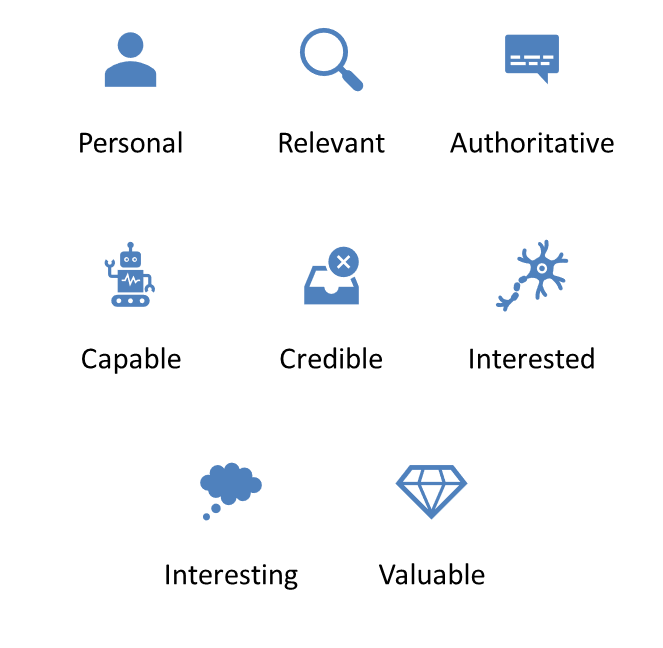 Personal
Relevant
Authoritative
Capable
Credible
Interested
Interesting
Valuable